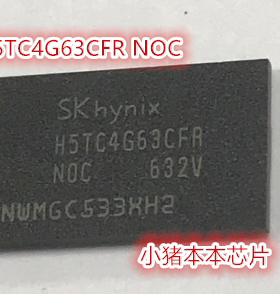 5TC4G63CFR NOC
SKhynix
H5TC4G63CFR
NOC 632V
NWMGC533XH2
小猪本本芯片